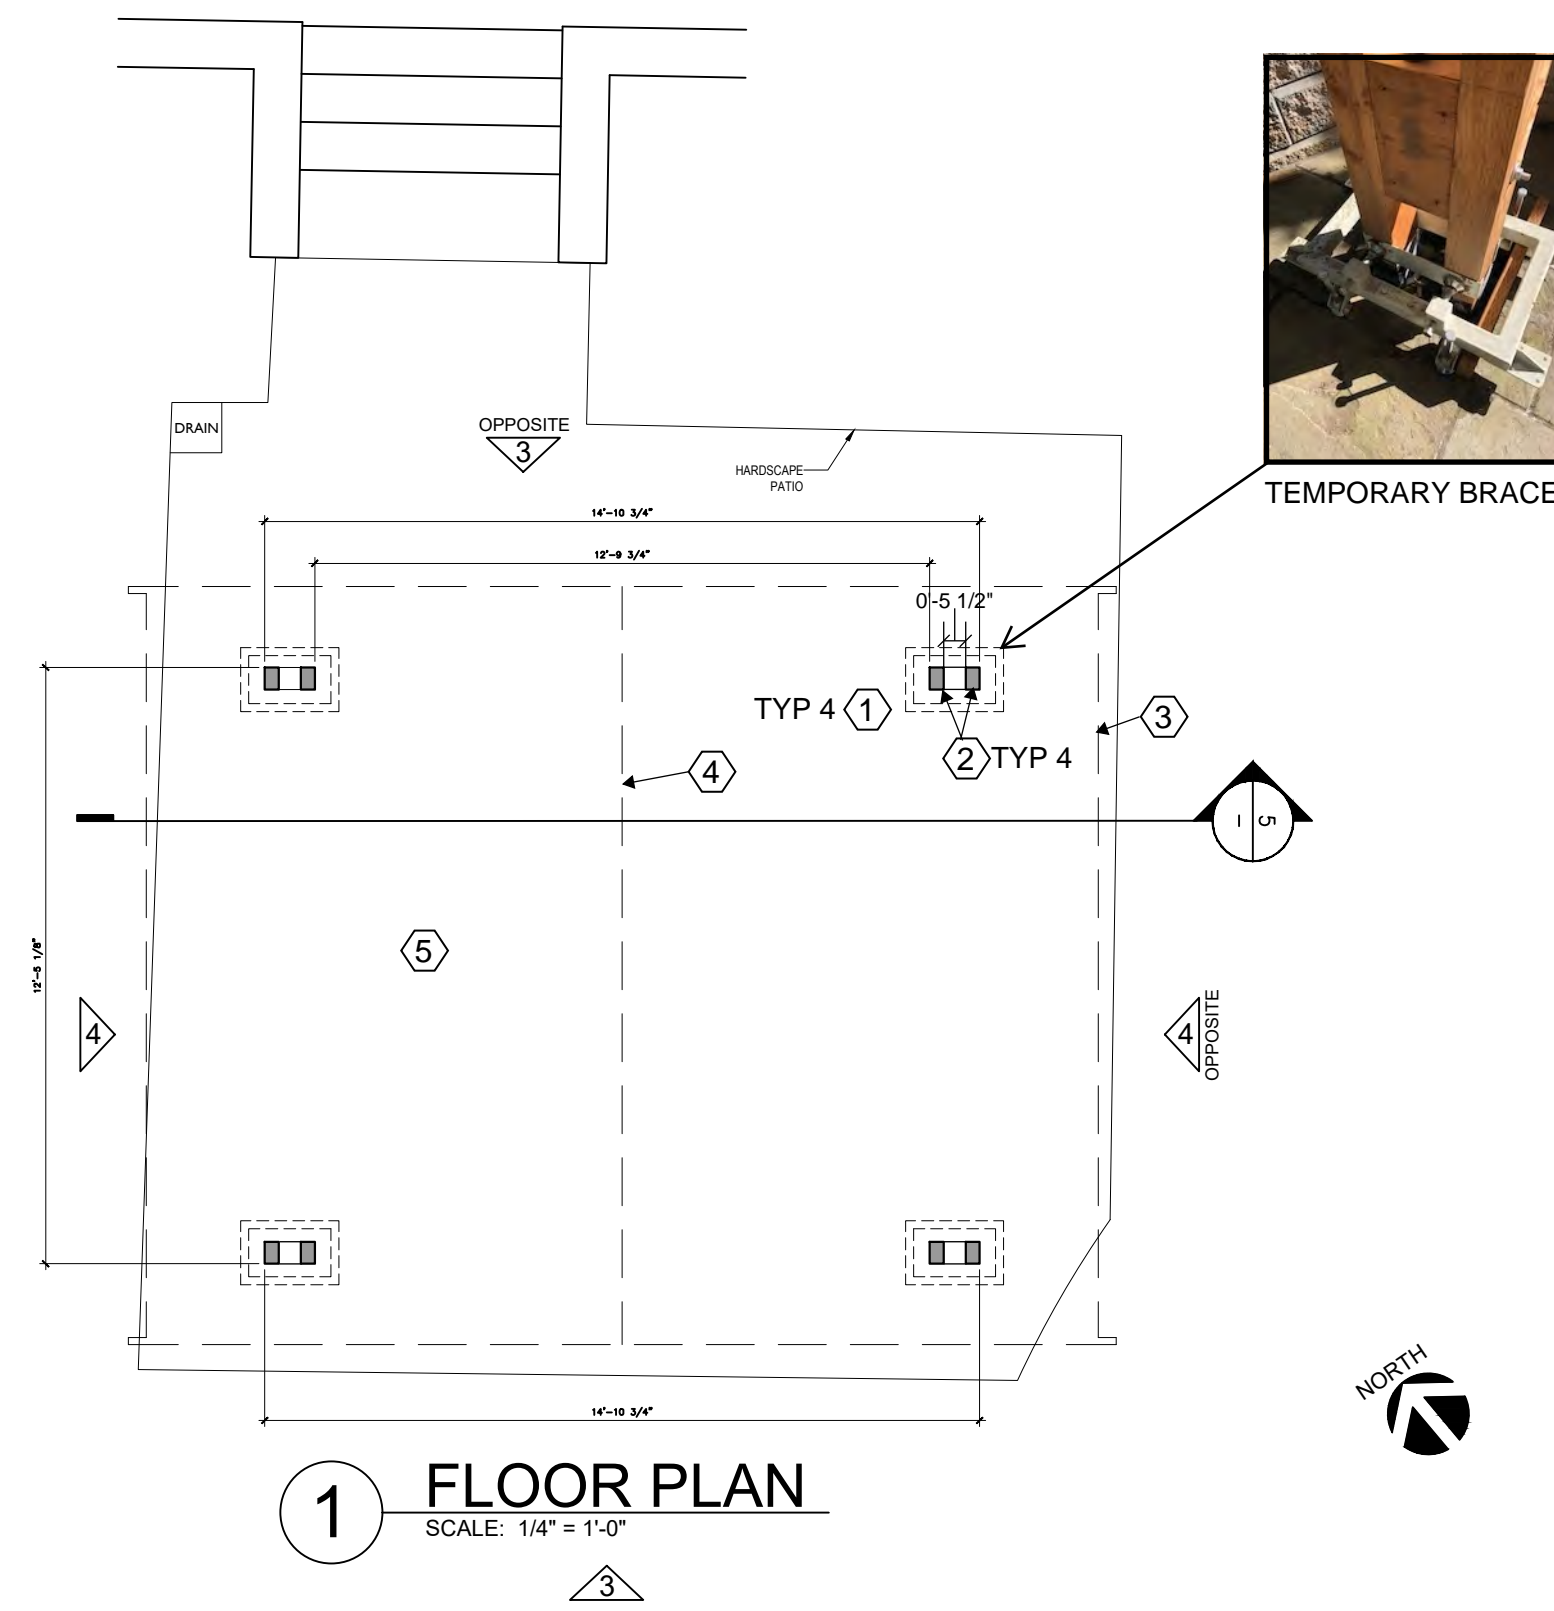 DRAIN
OPPOSITE
3
HARDSCAPE
PATIO
TEMPORARY BRACE
14'-10 3/4"
12'-9 3/4"
0'-5 1/2"
TYP 4 1
3
2 TYP 4
4
5
–
12'-5 1/8"
5
4
4
OPPOSITE
NORTH
14'-10 3/4"
1
FLOOR PLAN
SCALE: 1/4" = 1'-0"
3